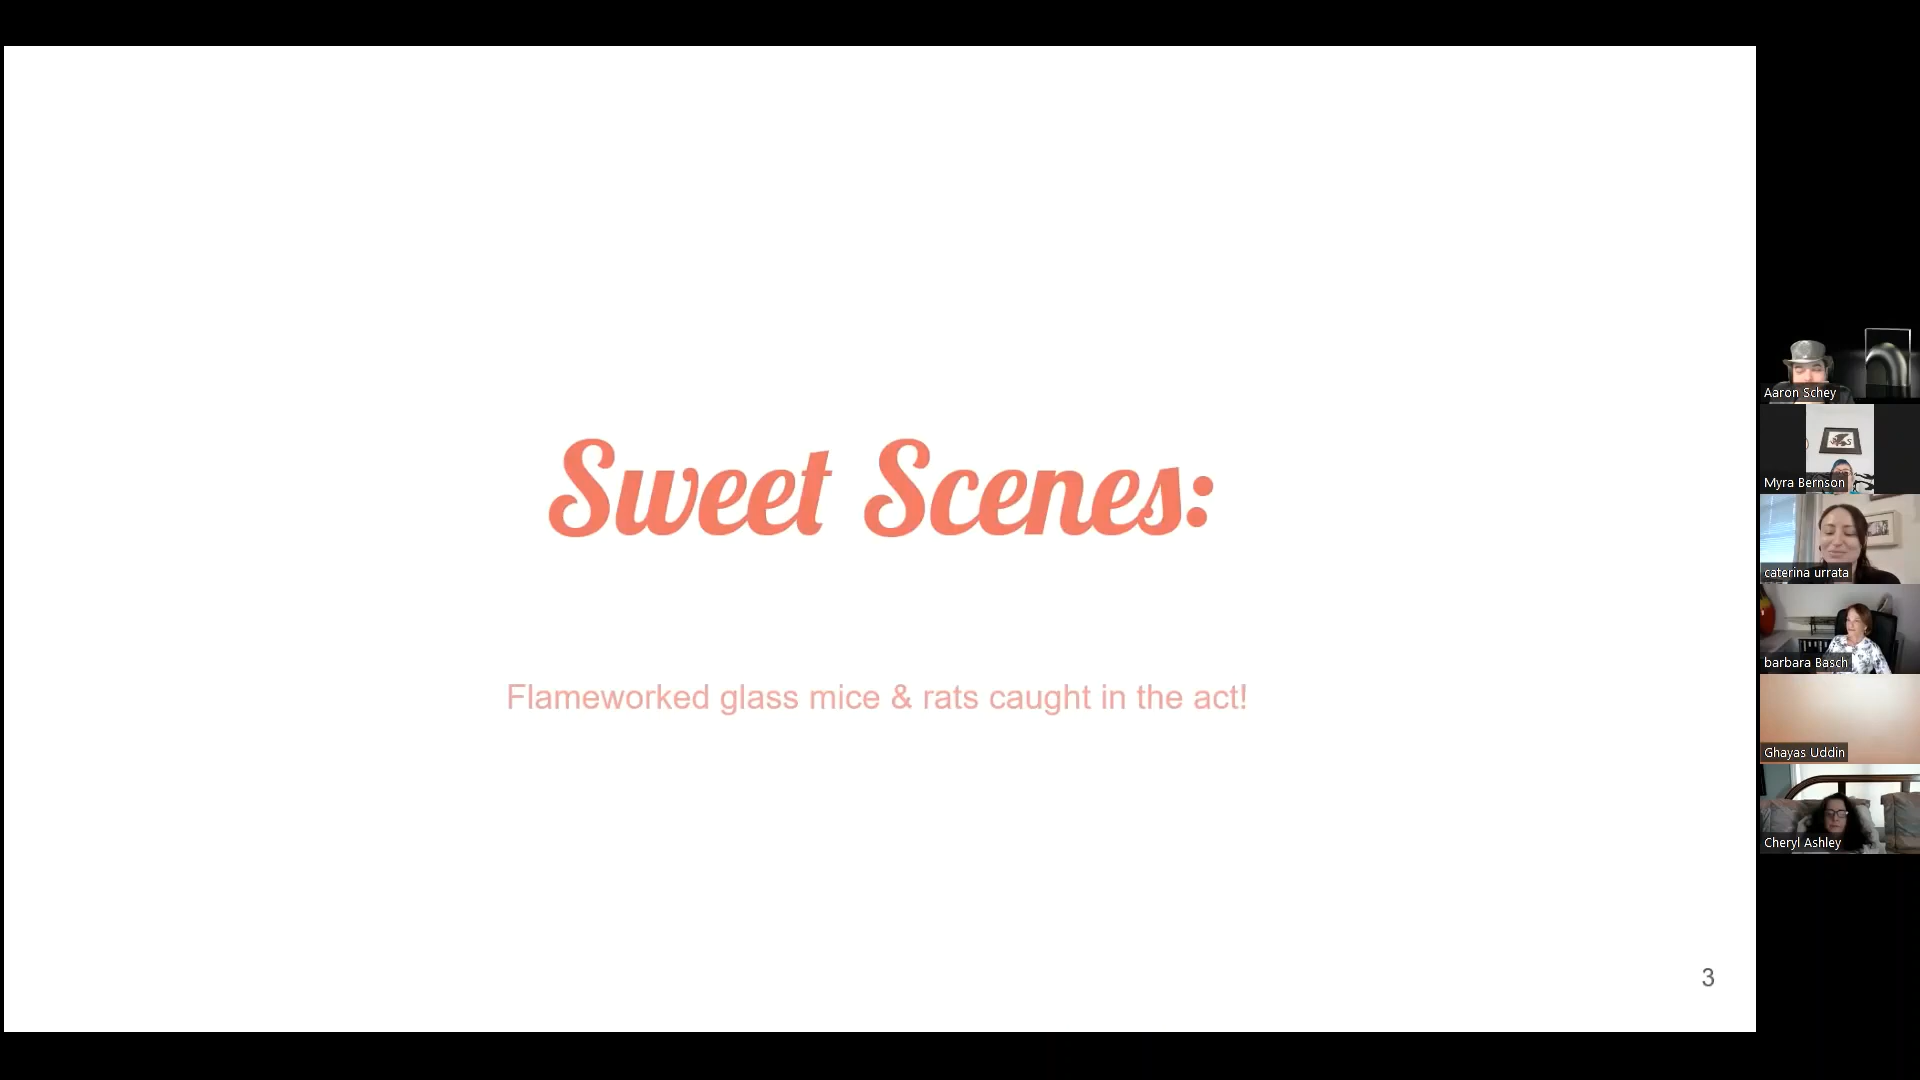 Sweet Scenes:
Flameworked glass mice & rats caught in the act!
3
Aaron Schey
Myra Bernson
caterina urrata
barbara Basch
Ghayas Uddin
Cheryl Ashley